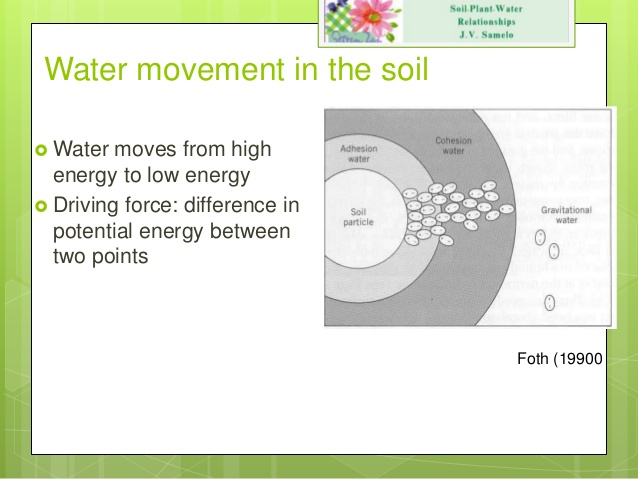 Soil-Plant-Water
Relationships
J.V. Samelo
Water movement in the soil
Water moves from high
energy to low energy
Driving force: difference in
potential energy between
two points
Adhesion
water
Cohesion
water
Soil
particle
Gravitational
water
Foth (19900